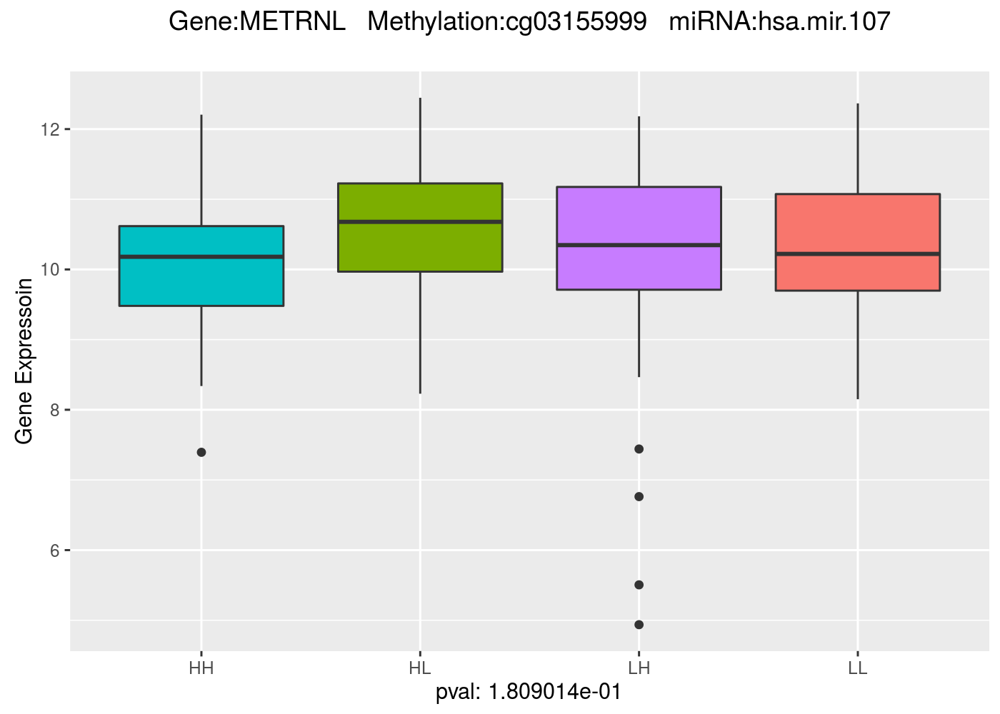 Gene:METRNL   Methylation:cg03155999   miRNA:hsa.mir.107
12
10
8
6
Gene Expressoin
HH HL LH LL
pval: 1.809014e-01